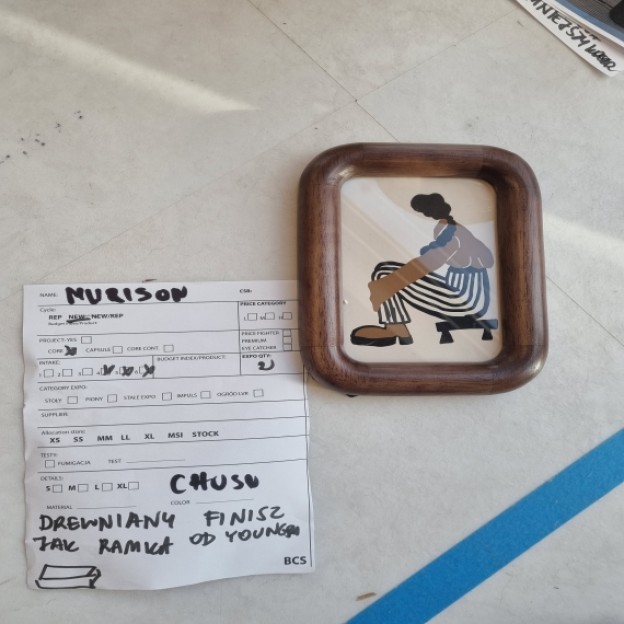 NAME: MURISON CSR:
Cycle: PRICE CATEGORY
REP NEW NEW/REP
PROJECT: YES PRICE FIGHTER
CORE CAPSULE CORE CONT. PREMIUM
EYE CATCHER
INTAKE: BUDGET INDEX/PRODUCT: EXPO QTY:
2
CATEGORY EXPO:
STOLY PIONY STALE EXPO IMPULS OGRÓD LVR
SUPPLIER:
Allocation store:
XS SS MM LL XL MSI STOCK
TESTY:
FUMIGACJA TEST
DETAILS:
S M L XL CHUSU
MATERIAL COLOR
DREWNIANY FINISZ
JAK RAMKA OD YOUNGA
BCS